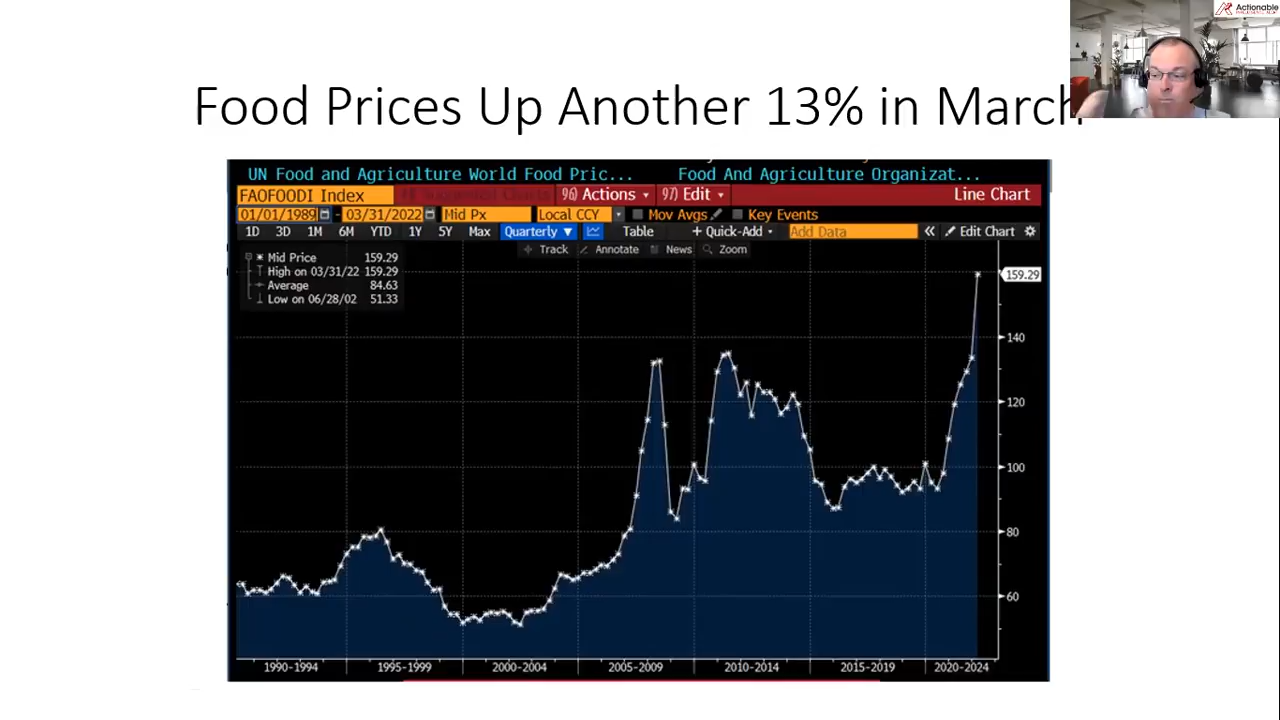 Actionable
Food Prices Up Another 13% in March
UN Food and Agriculture World Food Pric... Food And Agriculture Organizat...
FAOFOODI Index 96) Actions 97) Edit Line Chart
01/01/1989 - 03/31/2022 Mid Px Local CCY Mov Avgs Key Events
1D 3D 1M 6M YTD 1Y 5Y Max Quarterly ▼ Table + Quick-Add Add Data « Edit Chart
Track Annotate News Zoom
Mid Price 159.29
High on 03/31/22 159.29
Average 84.63
Low on 06/28/02 51.33
159.29
140
120
100
80
60
1990-1994 1995-1999 2000-2004 2005-2009 2010-2014 2015-2019 2020-2024